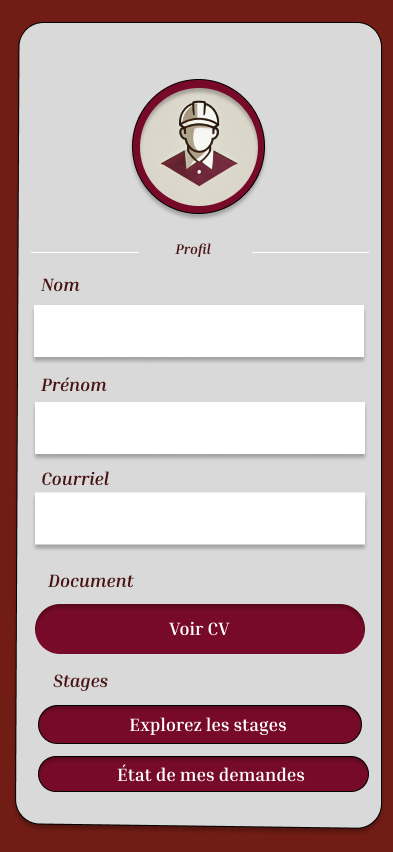 Profil
Nom
Prénom
Courriel
Document
Voir CV
Stages
Explorez les stages
État de mes demandes